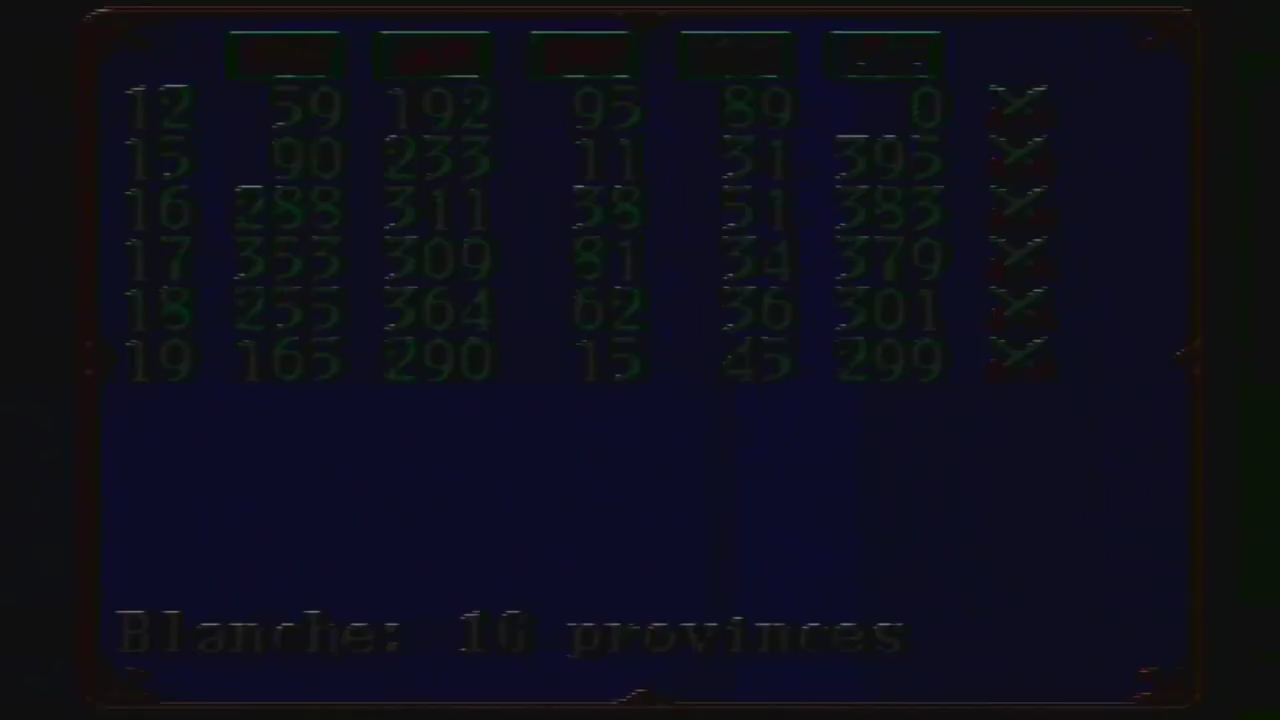 12 59 192 95 89 0 X
15 90 233 11 31 395 X
16 288 311 38 51 383 X
17 353 309 81 34 379 X
18 255 364 62 36 301 X
19 165 290 15 45 299 X
Blanche: 10 provinces